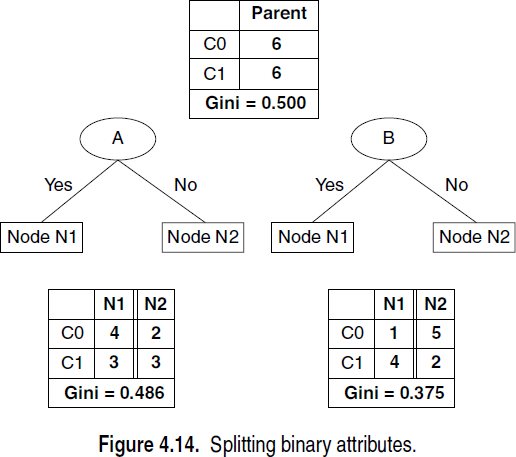 Parent
C0 6
C1 6
Gini = 0.500
A B
Yes No Yes No
Node N1 Node N2 Node N1 Node N2
N1 N2
C0 4 2
C1 3 3
Gini = 0.486
N1 N2
C0 1 5
C1 4 2
Gini = 0.375
Figure 4.14. Splitting binary attributes.